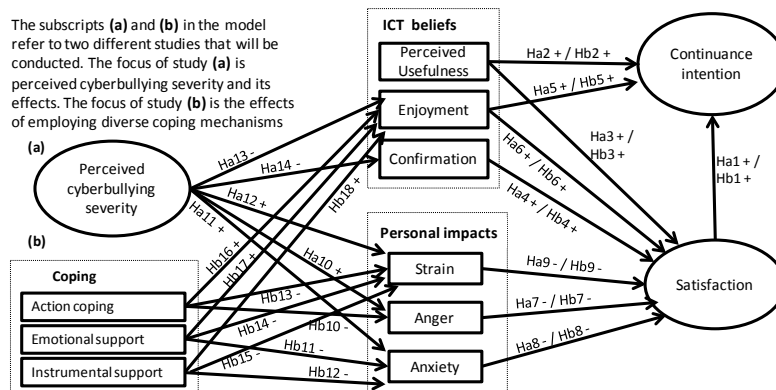 The subscripts (a) and (b) in the model
refer to two different studies that will be
conducted. The focus of study (a) is
perceived cyberbullying severity and its
effects. The focus of study (b) is the effects
of employing diverse coping mechanisms
(a)
Perceived
cyberbullying
severity
(b)
Coping
Action coping
Emotional support
Instrumental support
ICT beliefs
Perceived
Usefulness
Enjoyment
Confirmation
Personal impacts
Strain
Anger
Anxiety
Continuance
intention
Satisfaction
Ha13 -
Ha14 -
Ha12 +
Ha11 +
Ha10 +
Hb16 +
Hb17 +
Hb18 +
Hb13 -
Hb14 -
Hb15 -
Hb10 -
Hb11 -
Hb12 -
Ha2 + / Hb2 +
Ha5 + / Hb5 +
Ha3 + /
Hb3 +
Ha6 + / Hb6 +
Ha4 + / Hb4 +
Ha1 + /
Hb1 +
Ha9 - / Hb9 -
Ha7 - / Hb7 -
Ha8 - / Hb8 -